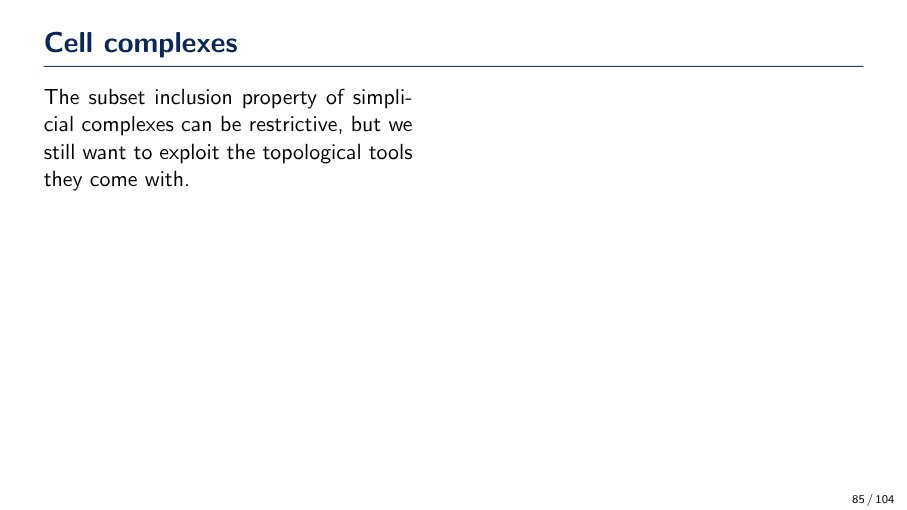 Cell complexes
The subset inclusion property of simpli-
cial complexes can be restrictive, but we
still want to exploit the topological tools
they come with.
85 / 104